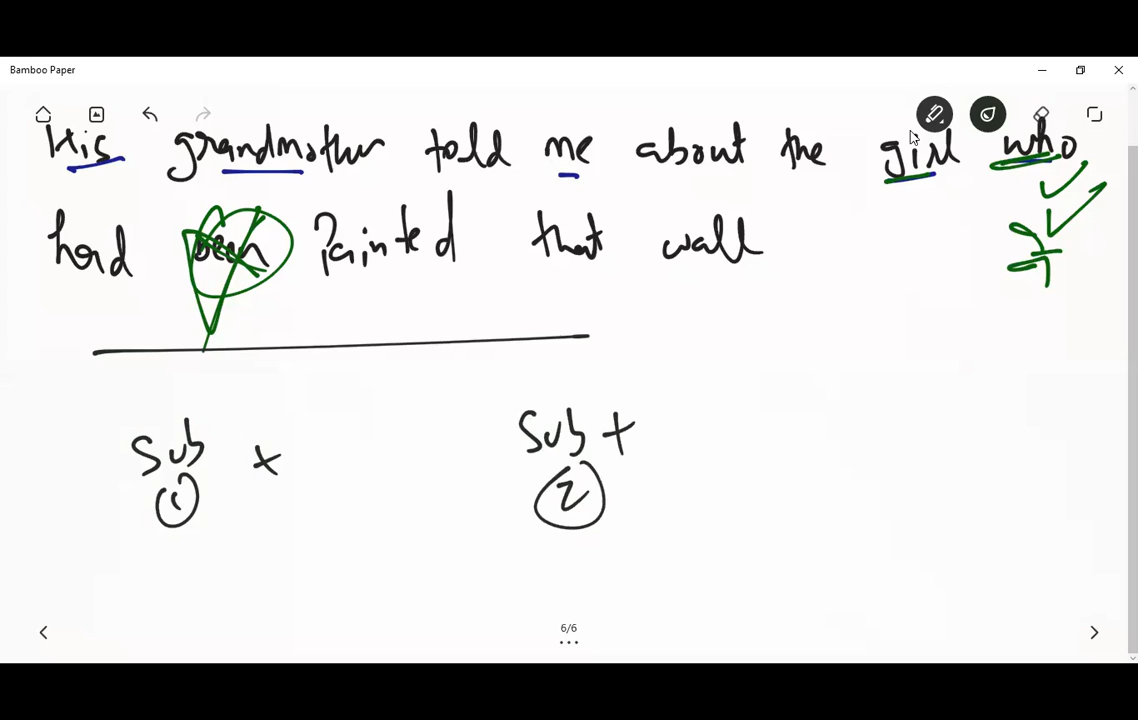 Bamboo Paper
His grandmother told me about the girl who
had been Painted that wall
Sub + Sub +
1 2
6/6